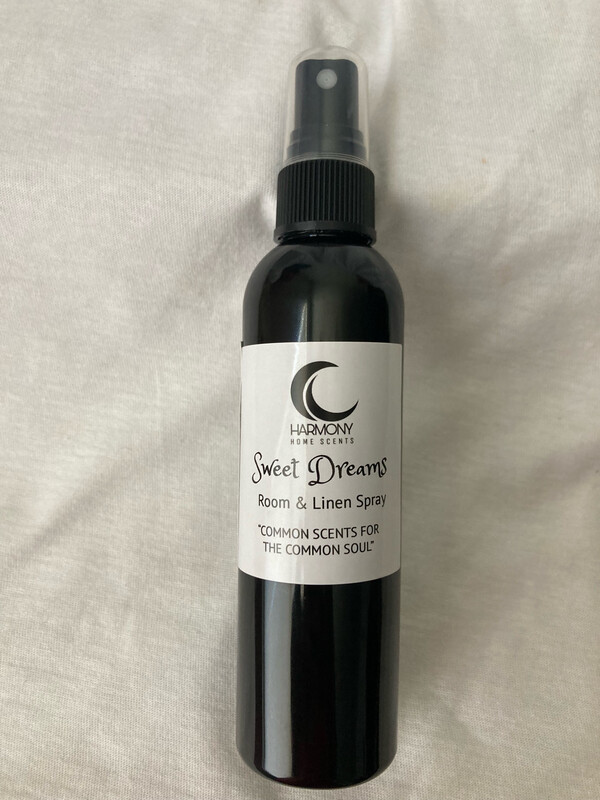 HARMONY
HOME SCENTS
Sweet Dreams
Room & Linen Spray
"COMMON SCENTS FOR
THE COMMON SOUL"